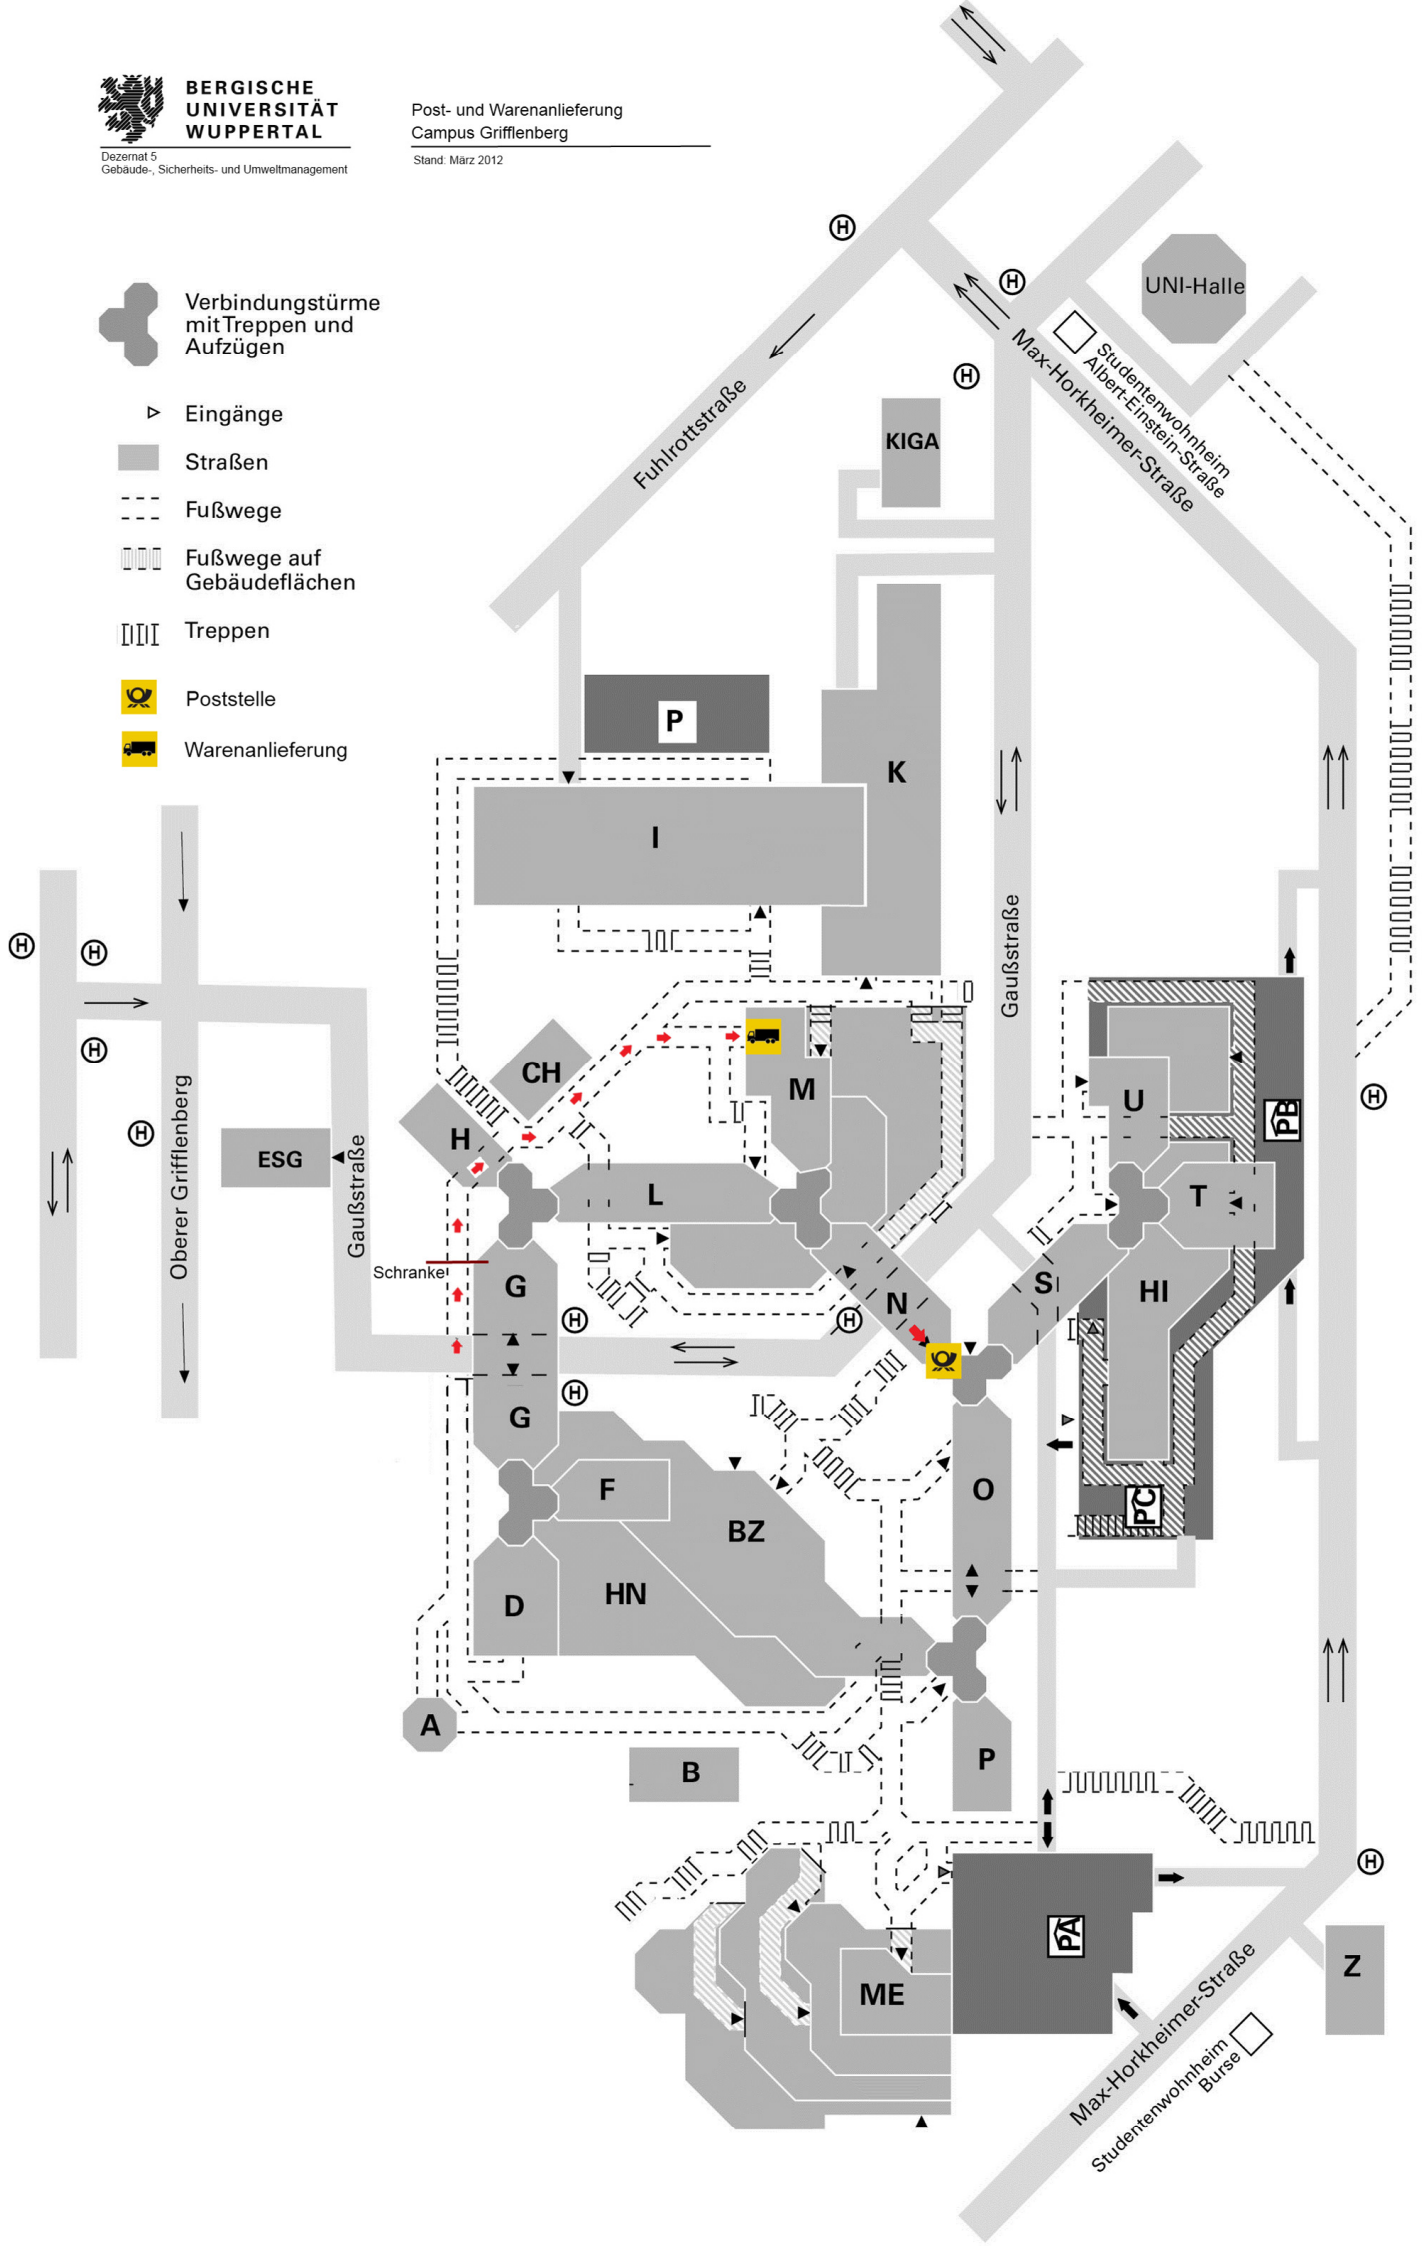 BERGISCHE
UNIVERSITÄT
WUPPERTAL
Dezernat 5
Gebäude-, Sicherheits- und Umweltmanagement
Post- und Warenanlieferung
Campus Grifflenberg
Stand: März 2012
Verbindungstürme
mit Treppen und
Aufzügen
Eingänge
Straßen
Fußwege
Fußwege auf
Gebäudeflächen
Treppen
Poststelle
Warenanlieferung
H
H
H
UNI-Halle
Studentenwohnheim
Albert-Einstein-Straße
Max-Horkheimer-Straße
Fuhlrottstraße
KIGA
P
K
I
Gaußstraße
H
H
H
H
H
Oberer Grifflenberg
ESG
Gaußstraße
CH
H
M
U
PB
L
T
Schranke
G
S
HI
N
H
H
H
G
F
O
PC
BZ
D
HN
A
B
P
H
PA
ME
Z
Max-Horkheimer-Straße
Studentenwohnheim
Burse